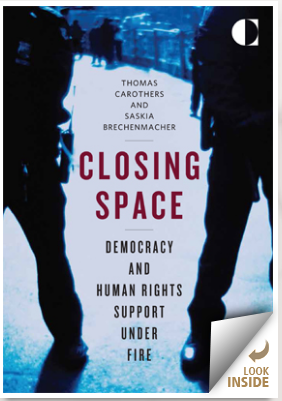 THOMAS
CAROTHERS
AND
SASKIA
BRECHENMACHER
CLOSING
SPACE
DEMOCRACY
AND
HUMAN RIGHTS
SUPPORT
UNDER
FIRE
LOOK
INSIDE